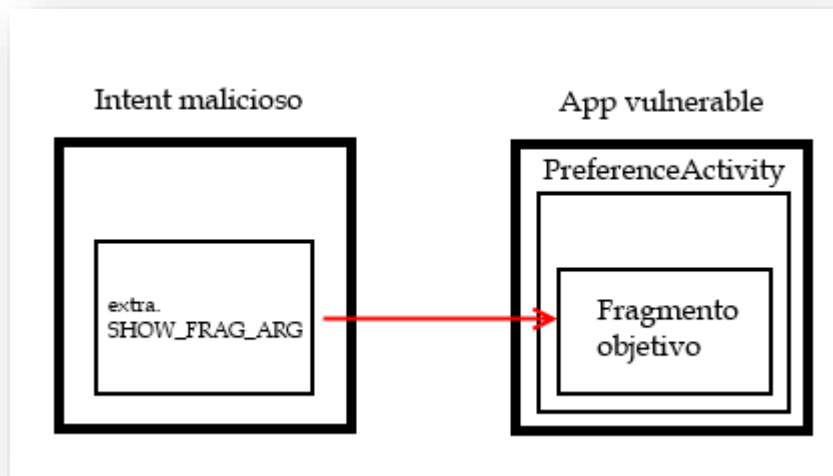 Intent malicioso
App vulnerable
PreferenceActivity
extra.
SHOW_FRAG_ARG
Fragmento
objetivo